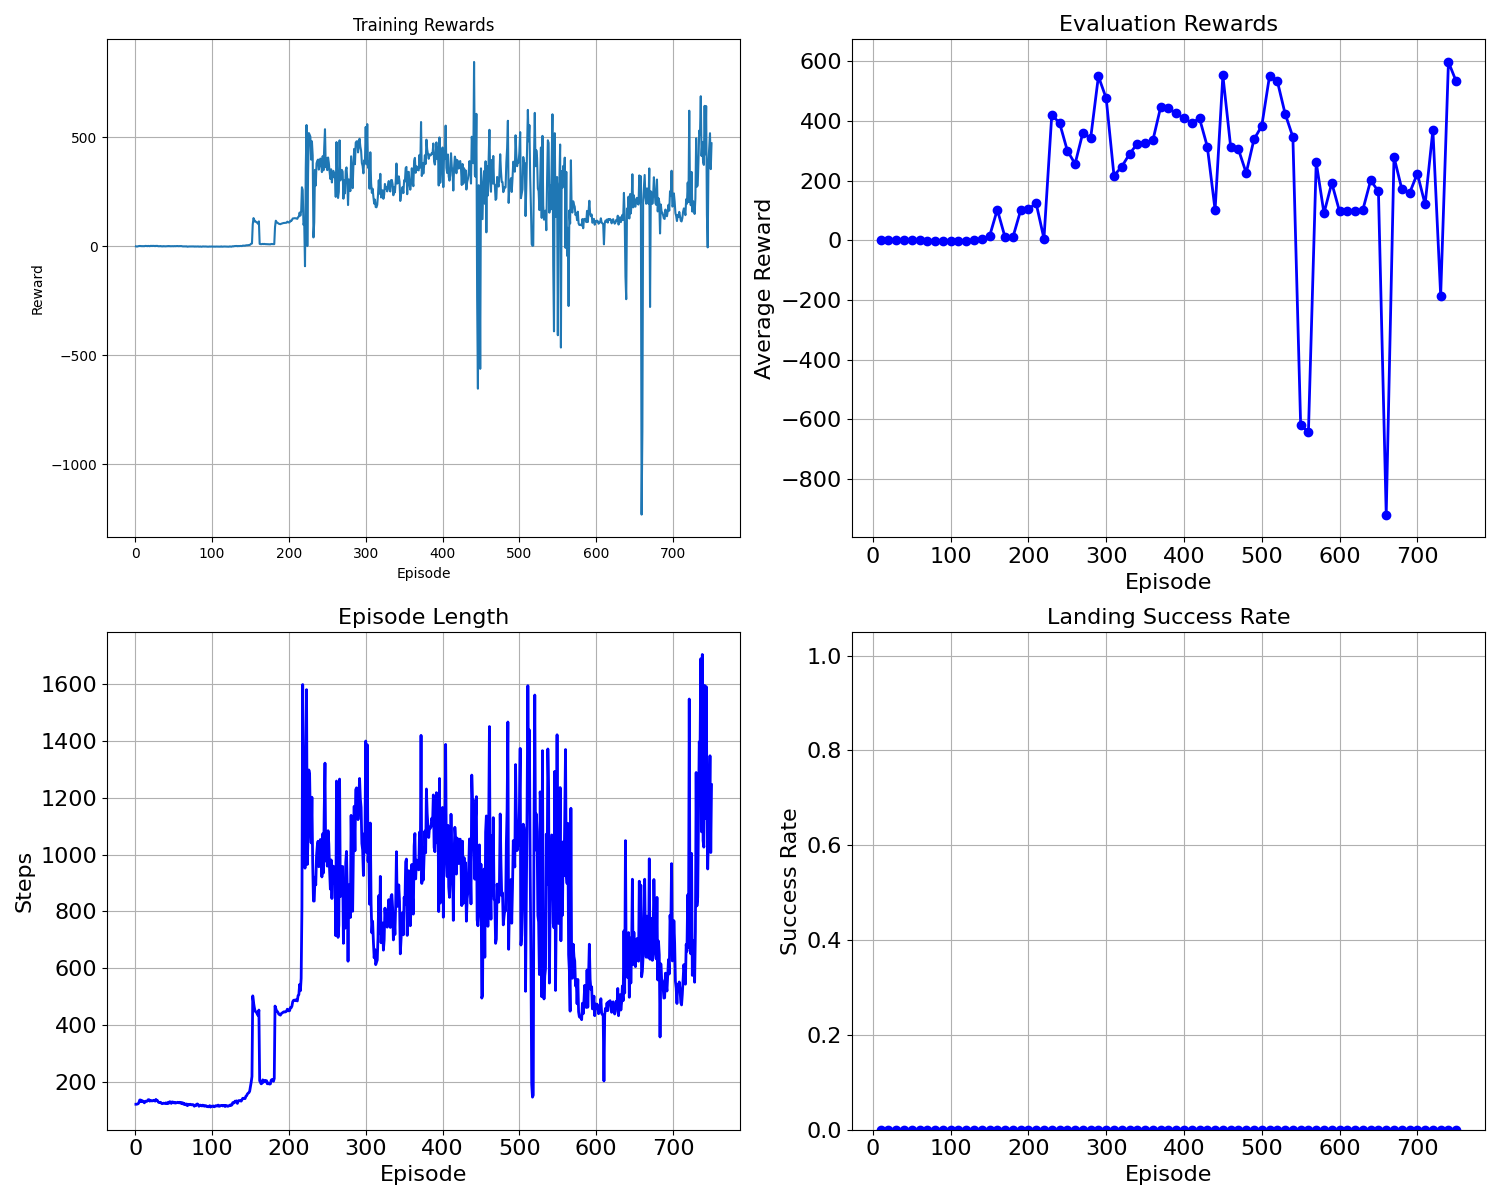 Training Rewards
500
0
−500
−1000
Reward
0 100 200 300 400 500 600 700
Episode
Evaluation Rewards
600
400
200
0
−200
−400
−600
−800
Average Reward
0 100 200 300 400 500 600 700
Episode
Episode Length
1600
1400
1200
1000
800
600
400
200
Steps
0 100 200 300 400 500 600 700
Episode
Landing Success Rate
1.0
0.8
0.6
0.4
0.2
0.0
Success Rate
0 100 200 300 400 500 600 700
Episode